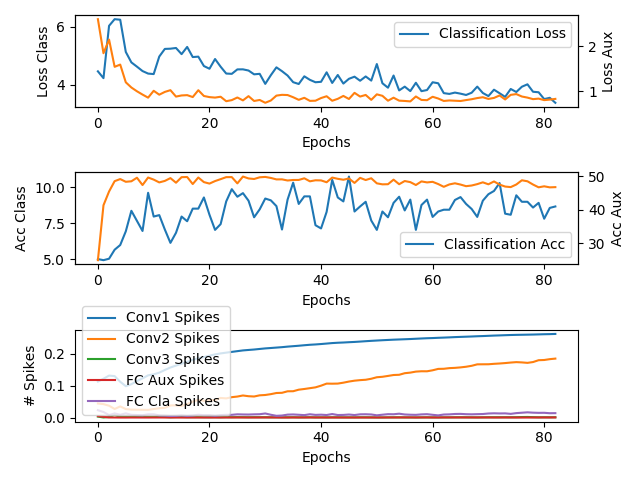 6
4
Loss Class
Classification Loss
2
1
Loss Aux
0 20 40 60 80
Epochs
10.0
7.5
5.0
Acc Class
Classification Acc
50
40
30
Acc Aux
0 20 40 60 80
Epochs
0.2
0.1
0.0
# Spikes
Conv1 Spikes
Conv2 Spikes
Conv3 Spikes
FC Aux Spikes
FC Cla Spikes
0 20 40 60 80
Epochs